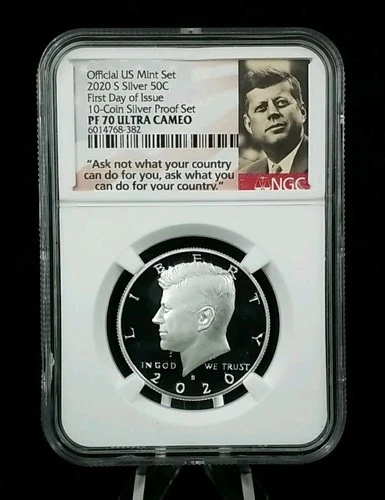 Official US Mint Set
2020 S Silver 50C
First Day of Issue
10-Coin Silver Proof Set
PF 70 ULTRA CAMEO
6014768-382
"Ask not what your country
can do for you, ask what you
can do for your country."
NGC
LIBERTY
IN GOD WE TRUST
S
2020